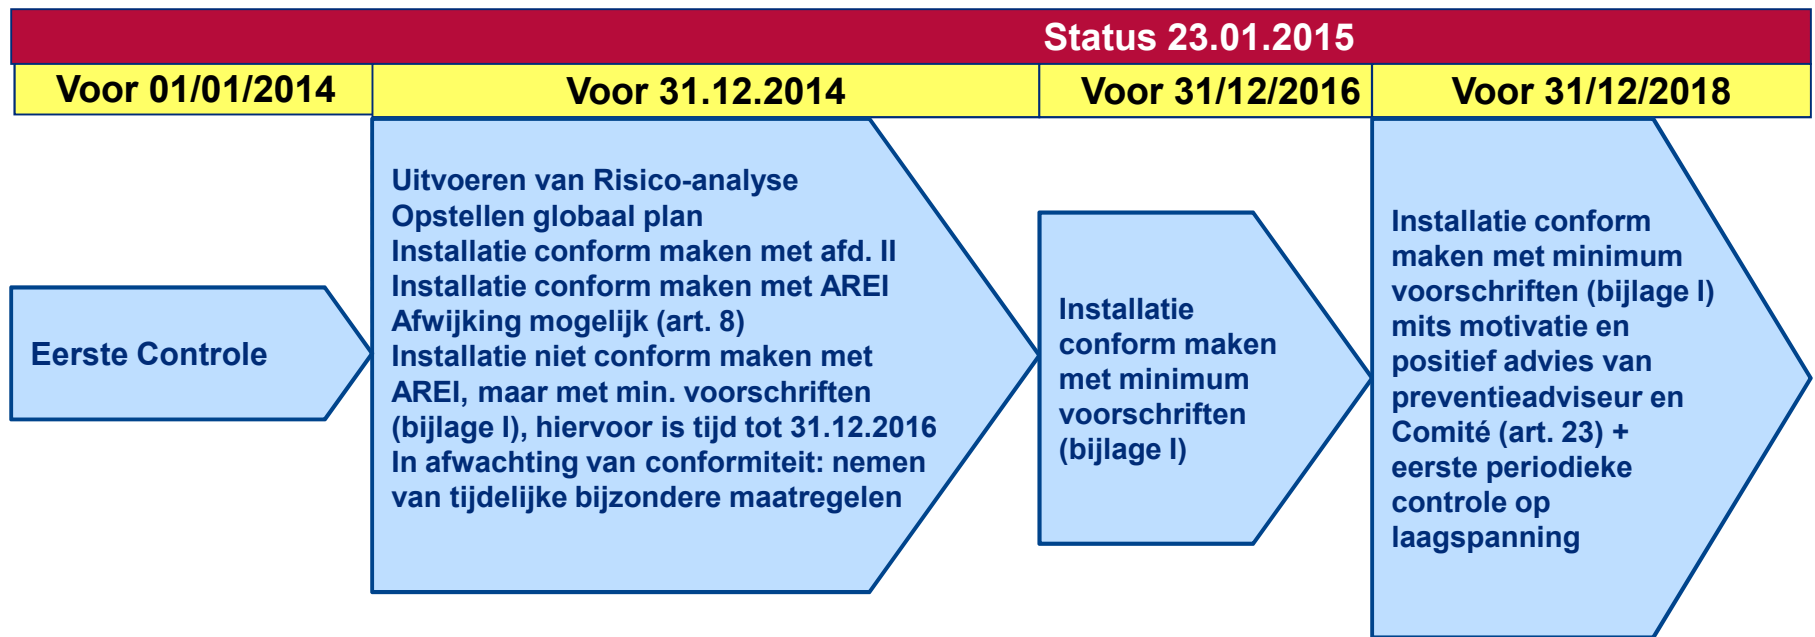 Status 23.01.2015
Voor 01/01/2014
Voor 31.12.2014
Voor 31/12/2016
Voor 31/12/2018
Eerste Controle
Uitvoeren van Risico-analyse
Opstellen globaal plan
Installatie conform maken met afd. II
Installatie conform maken met AREI
Afwijking mogelijk (art. 8)
Installatie niet conform maken met
AREI, maar met min. voorschriften
(bijlage I), hiervoor is tijd tot 31.12.2016
In afwachting van conformiteit: nemen
van tijdelijke bijzondere maatregelen
Installatie
conform maken
met minimum
voorschriften
(bijlage I)
Installatie conform
maken met minimum
voorschriften (bijlage I)
mits motivatie en
positief advies van
preventieadviseur en
Comité (art. 23) +
eerste periodieke
controle op
laagspanning